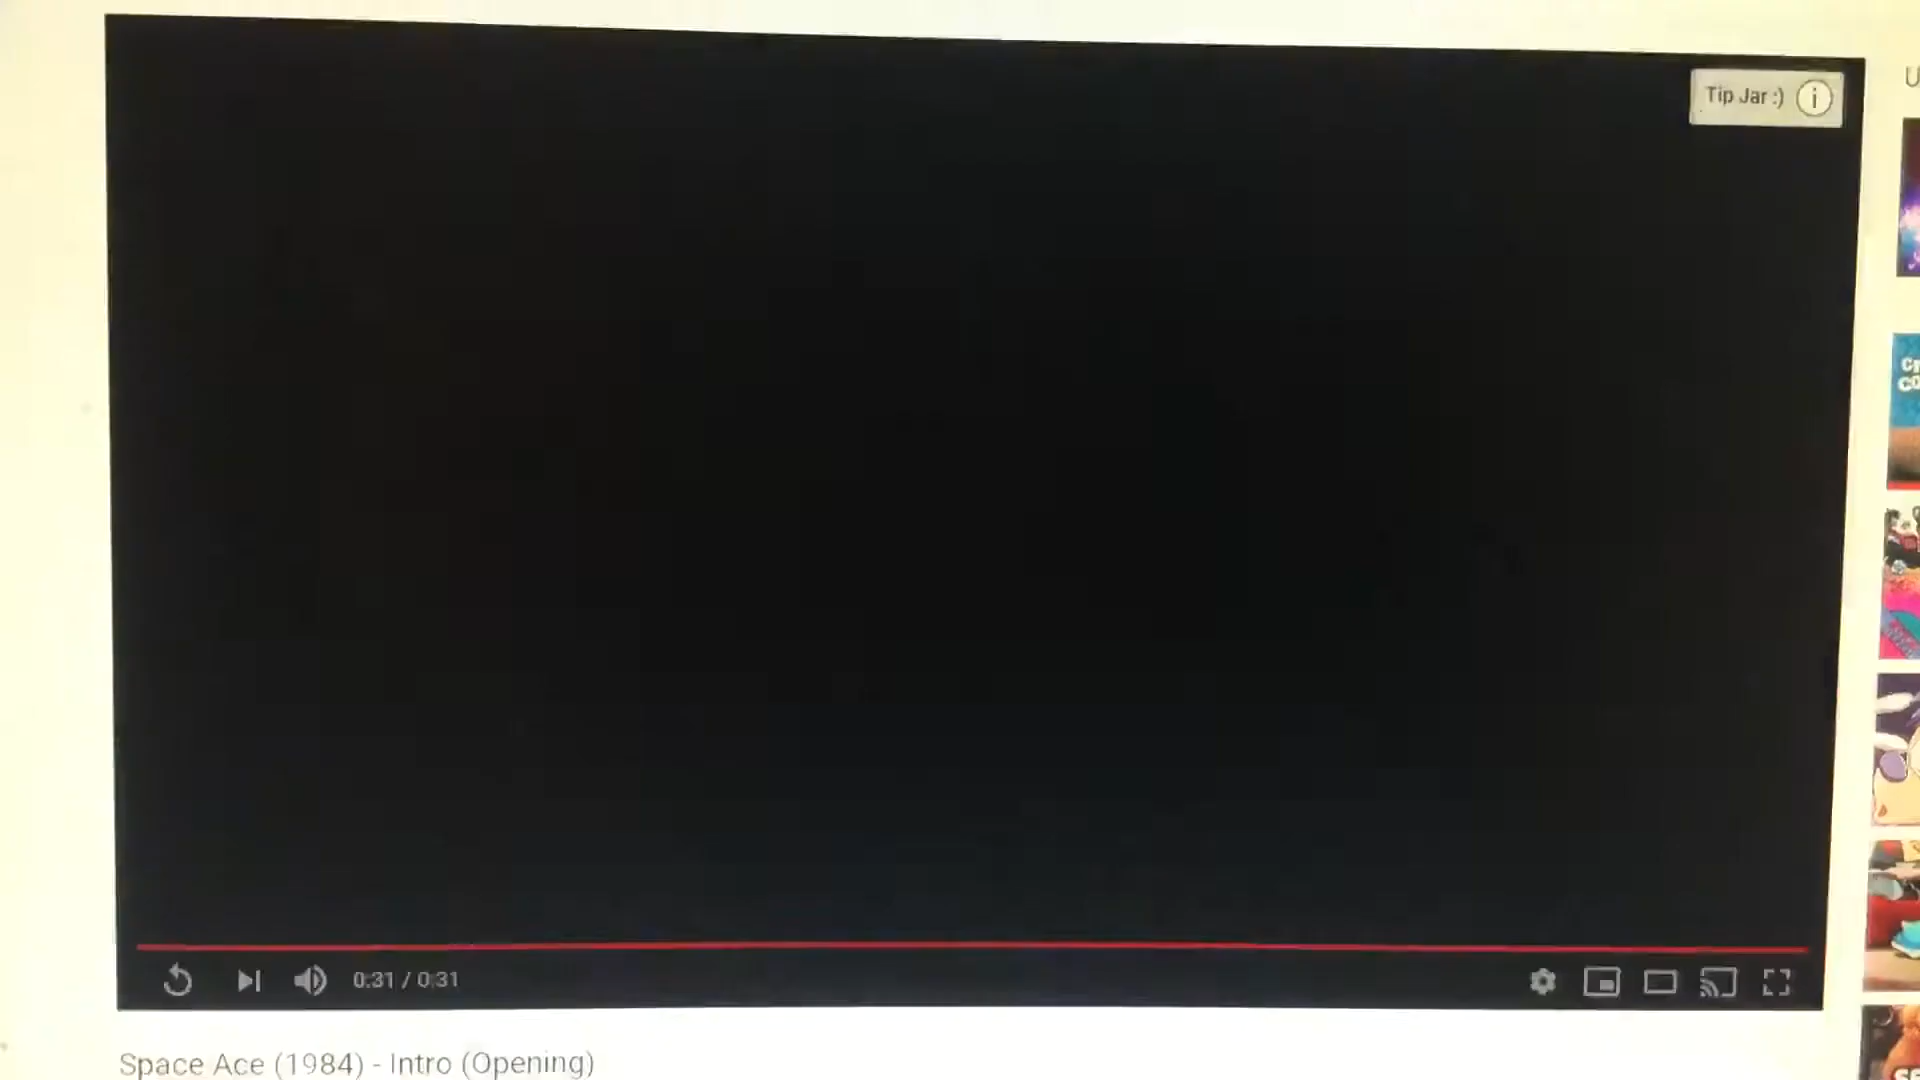 Tip Jar :) i
0:31 / 0:31
Space Ace (1984) - Intro (Opening)